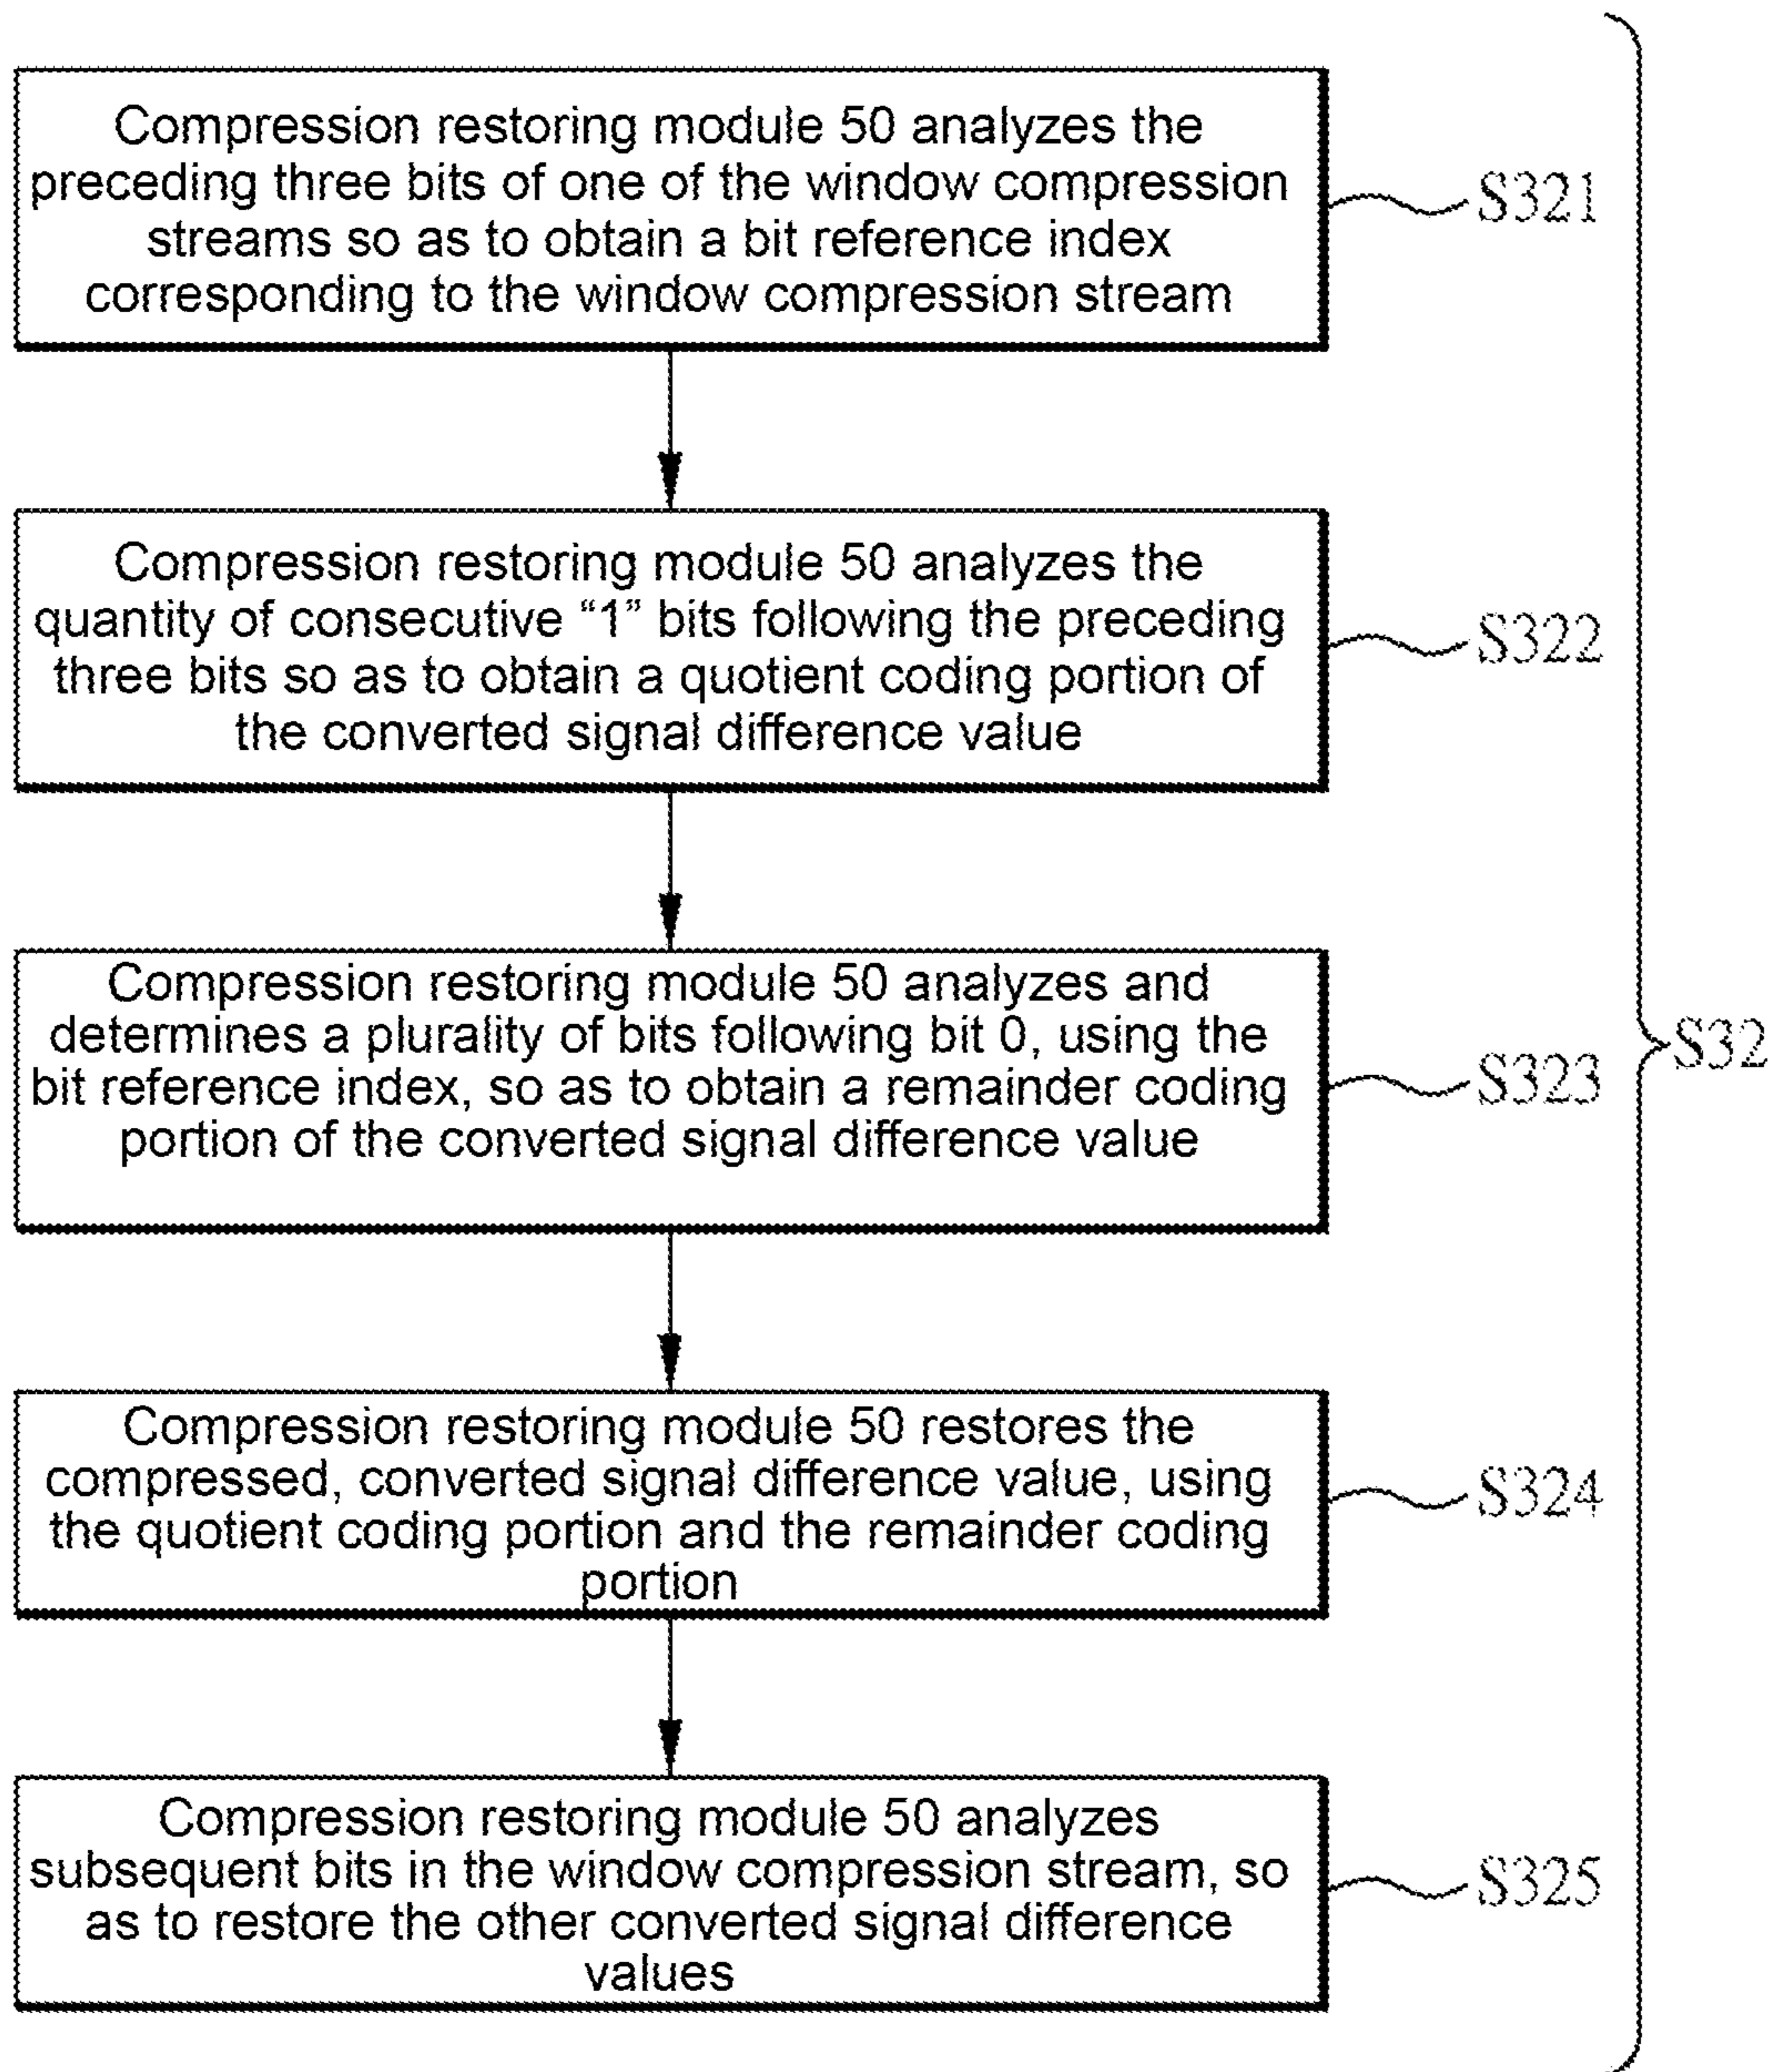 Compression restoring module 50 analyzes the
preceding three bits of one of the window compression
streams so as to obtain a bit reference index
corresponding to the window compression stream
S321
Compression restoring module 50 analyzes the
quantity of consecutive “1” bits following the preceding
three bits so as to obtain a quotient coding portion of
the converted signal difference value
S322
Compression restoring module 50 analyzes and
determines a plurality of bits following bit 0, using the
bit reference index, so as to obtain a remainder coding
portion of the converted signal difference value
S323
S32
Compression restoring module 50 restores the
compressed, converted signal difference value, using
the quotient coding portion and the remainder coding
portion
S324
Compression restoring module 50 analyzes
subsequent bits in the window compression stream, so
as to restore the other converted signal difference
values
S325